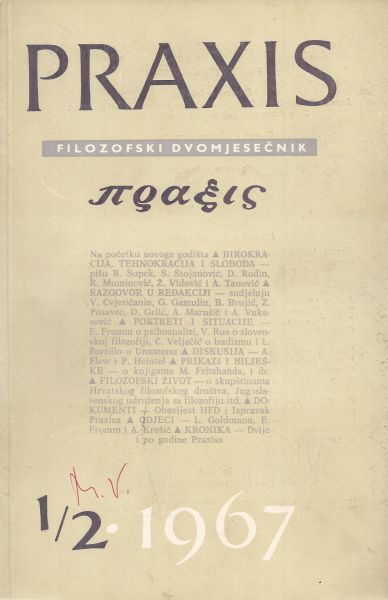 PRAXIS
FILOZOFSKI DVOMJESEČNIK
πραξις
Na početku novoga godišta ▲ BIROKRA-
CIJA, TEHNOKRACIJA I SLOBODA —
pišu R. Supek, S. Stojanović, D. Rodin,
R. Muminović, Ž. Vidović i A. Tanović ▲
RAZGOVOR U REDAKCIJI — sudjeluju
V. Cvjetičanin, G. Gamulin, B. Brujić, Z.
Posavec, D. Grlić, A. Marušić i A. Vuka-
sović ▲ PORTRETI I SITUACIJE —
E. Fromm o psihoanalizi, V. Rus o sloven-
skoj filozofiji, Č. Veljačić o budizmu i L.
Portillo o Unamunu ▲ DISKUSIJA — A.
Flew i P. Heintel ▲ PRIKAZI I BILJEŠ-
KE — o knjigama M. Fritzhanda, i dr.
▲ FILOZOFSKI ŽIVOT — o skupštinama
Hrvatskog filozofskog društva, Jugosla-
venskog udruženja za filozofiju itd. ▲ DO-
KUMENTI — Obavijest HFD i Ispravak
Praxisa ▲ ODJECI — L. Goldmann, E.
Fromm i A. Krešić ▲ KRONIKA — Dvije
i po godine Praxisa
M. V.
1/2 · 1967